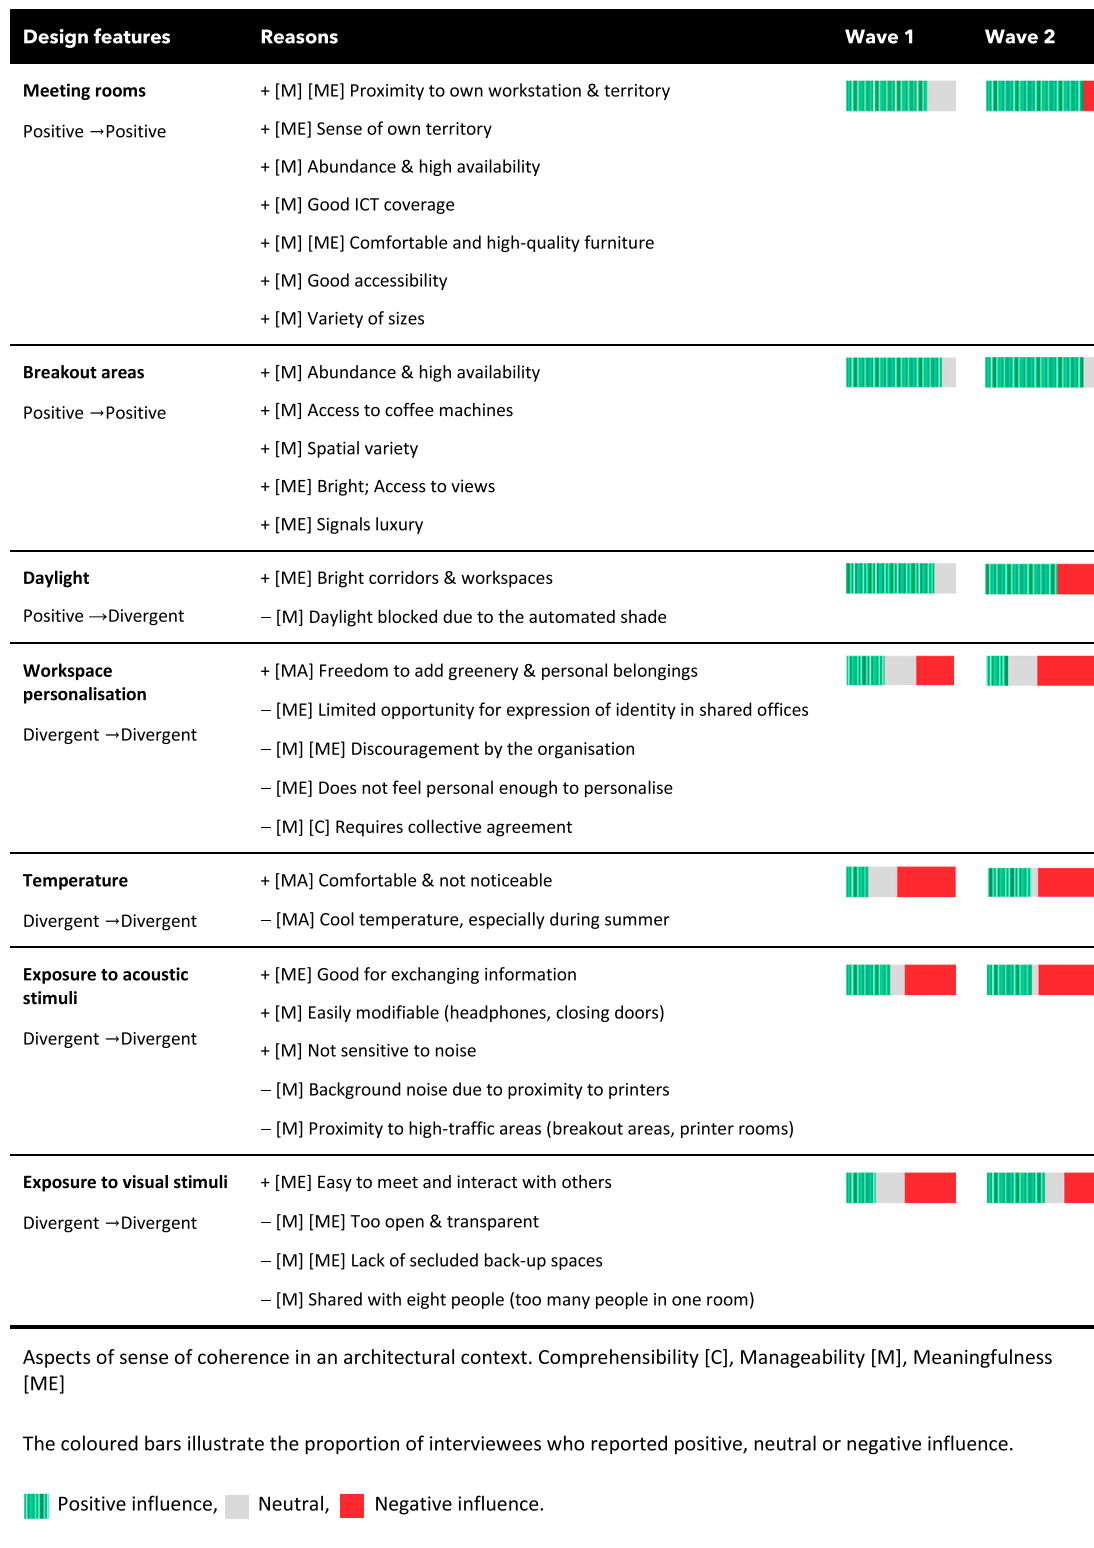 Design features Reasons Wave 1 Wave 2
Meeting rooms
Positive →Positive
+ [M] [ME] Proximity to own workstation & territory
+ [ME] Sense of own territory
+ [M] Abundance & high availability
+ [M] Good ICT coverage
+ [M] [ME] Comfortable and high-quality furniture
+ [M] Good accessibility
+ [M] Variety of sizes
Breakout areas
Positive →Positive
+ [M] Abundance & high availability
+ [M] Access to coffee machines
+ [M] Spatial variety
+ [ME] Bright; Access to views
+ [ME] Signals luxury
Daylight
Positive →Divergent
+ [ME] Bright corridors & workspaces
– [M] Daylight blocked due to the automated shade
Workspace
personalisation
Divergent →Divergent
+ [MA] Freedom to add greenery & personal belongings
– [ME] Limited opportunity for expression of identity in shared offices
– [M] [ME] Discouragement by the organisation
– [ME] Does not feel personal enough to personalise
– [M] [C] Requires collective agreement
Temperature
Divergent →Divergent
+ [MA] Comfortable & not noticeable
– [MA] Cool temperature, especially during summer
Exposure to acoustic
stimuli
Divergent →Divergent
+ [ME] Good for exchanging information
+ [M] Easily modifiable (headphones, closing doors)
+ [M] Not sensitive to noise
– [M] Background noise due to proximity to printers
– [M] Proximity to high-traffic areas (breakout areas, printer rooms)
Exposure to visual stimuli
Divergent →Divergent
+ [ME] Easy to meet and interact with others
– [M] [ME] Too open & transparent
– [M] [ME] Lack of secluded back-up spaces
– [M] Shared with eight people (too many people in one room)
Aspects of sense of coherence in an architectural context. Comprehensibility [C], Manageability [M], Meaningfulness
[ME]
The coloured bars illustrate the proportion of interviewees who reported positive, neutral or negative influence.
Positive influence, Neutral, Negative influence.